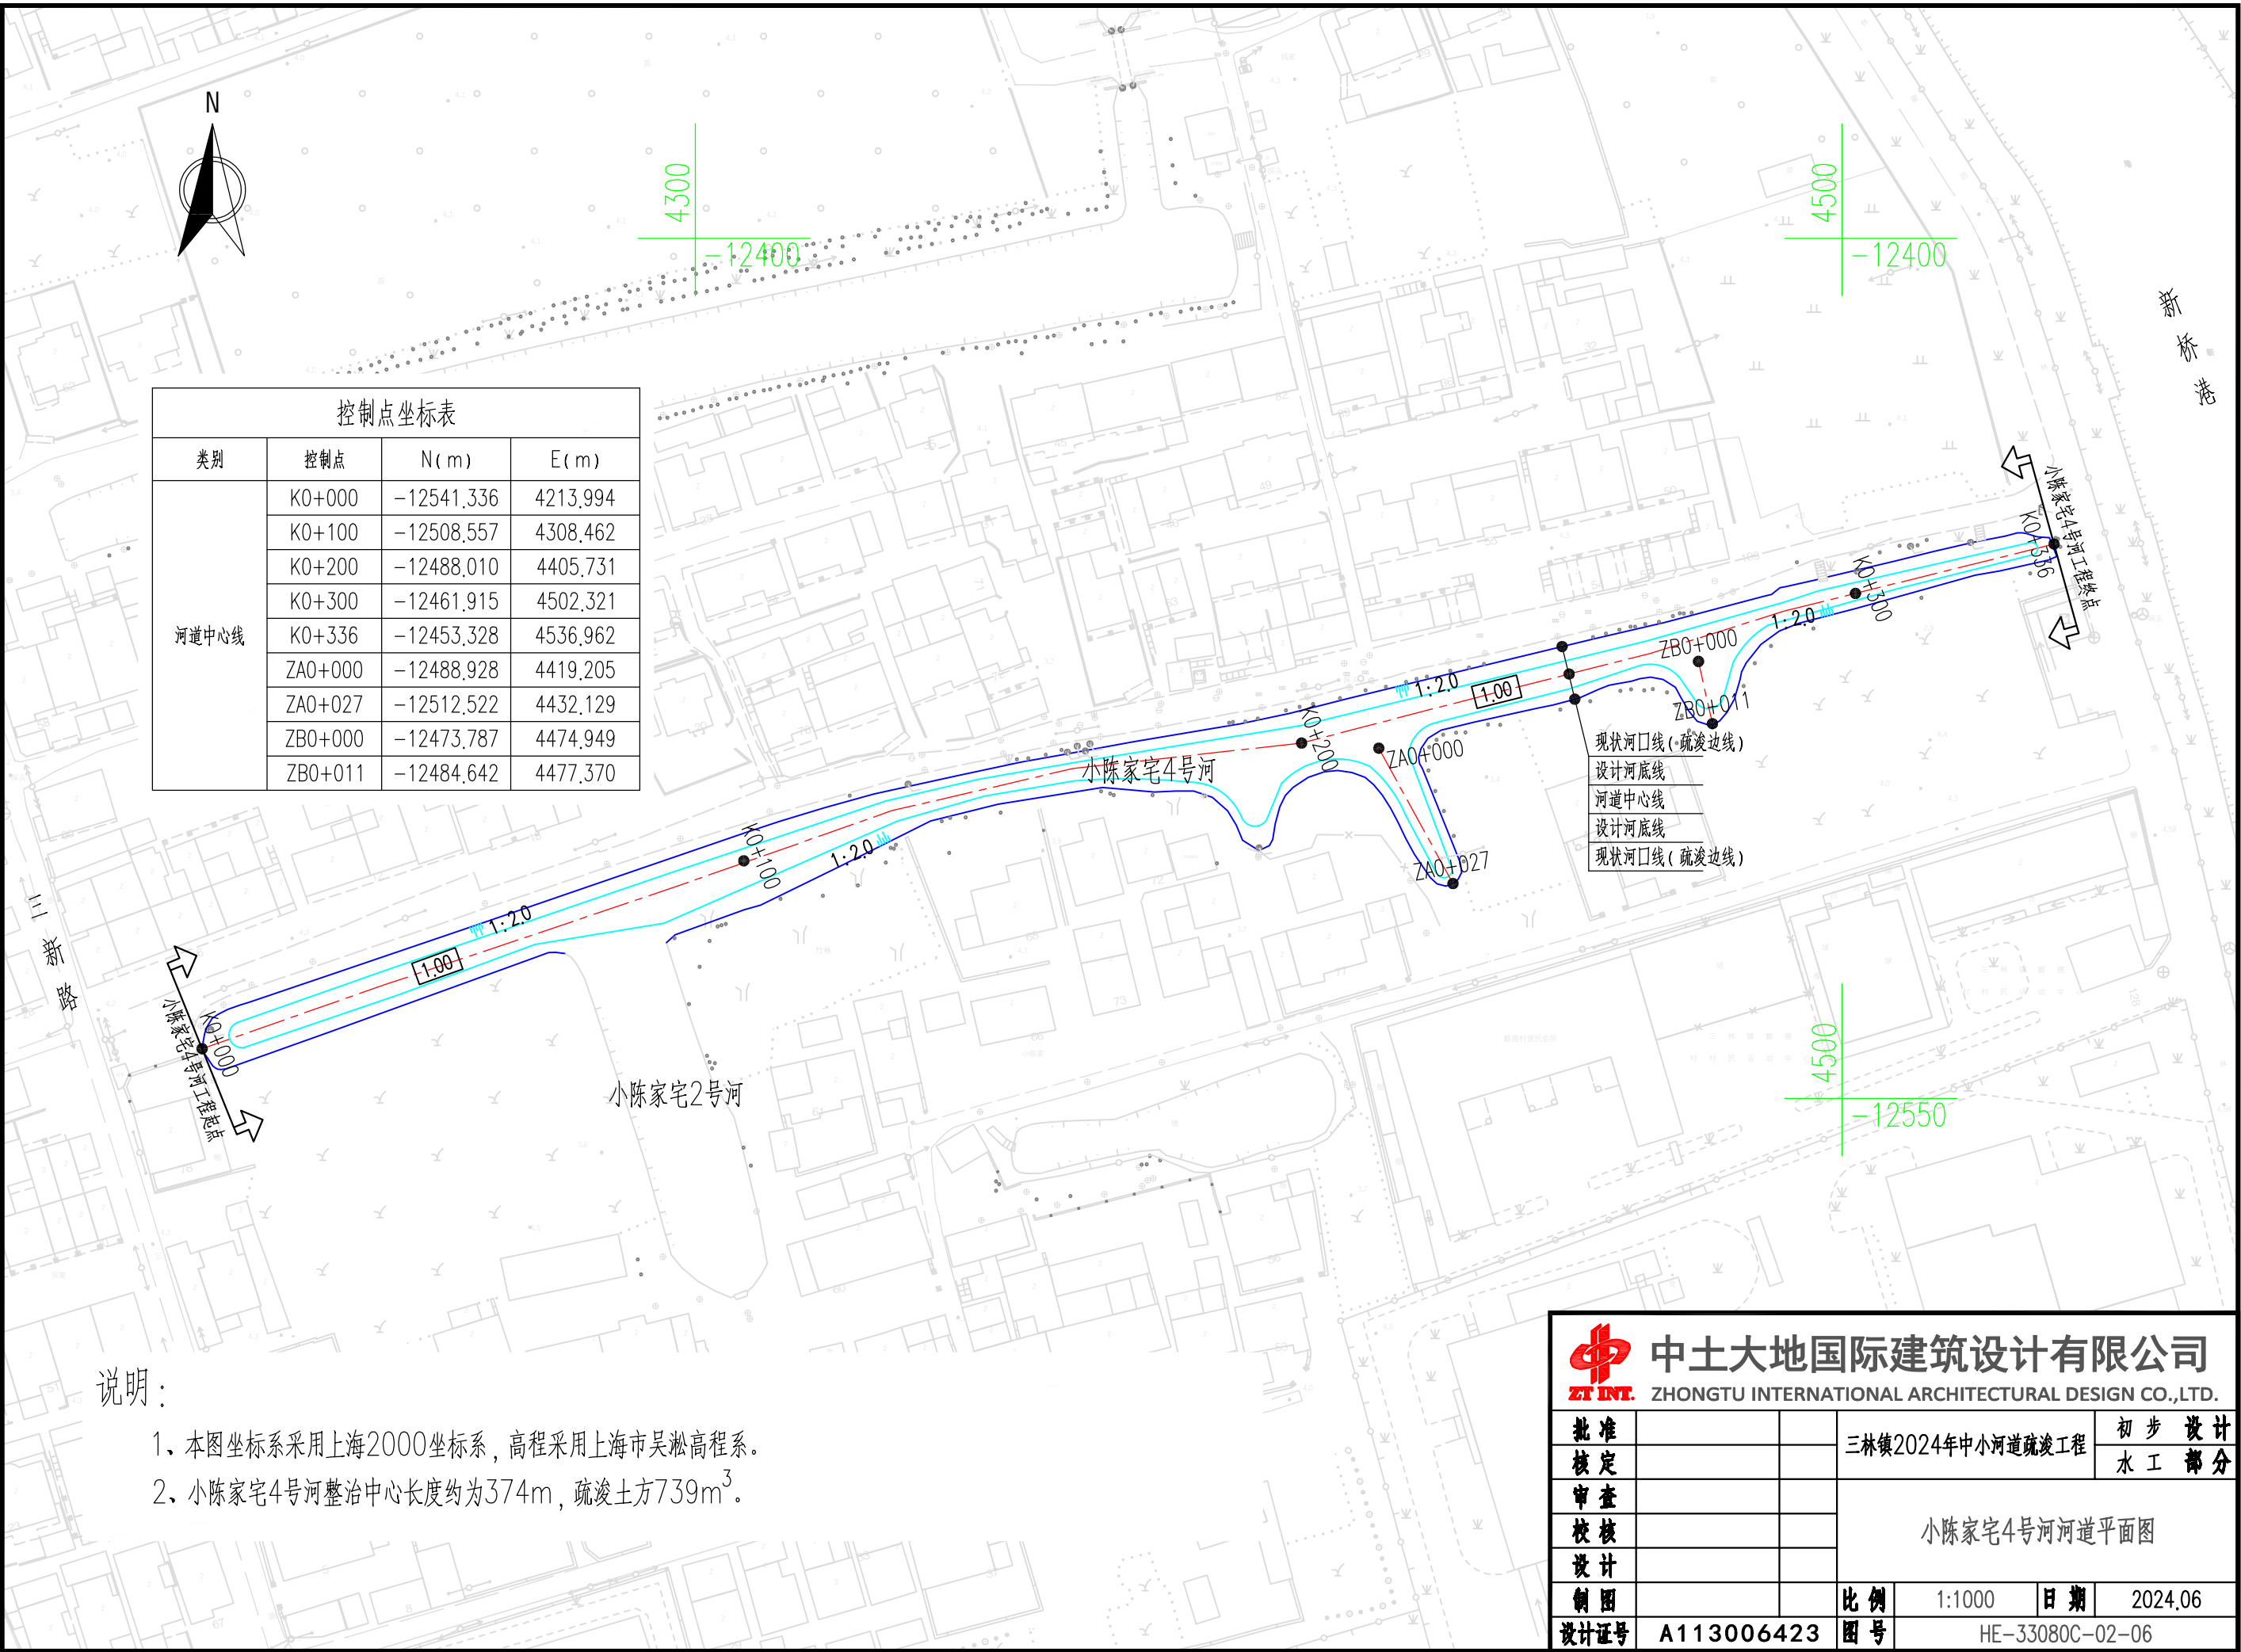 N
4300
-12400
4500
-12400
新桥港
控制点坐标表
类别 控制点 N(m) E(m)
河道中心线
K0+000 -12541.336 4213.994
K0+100 -12508.557 4308.462
K0+200 -12488.010 4405.731
K0+300 -12461.915 4502.321
K0+336 -12453.328 4536.962
ZA0+000 -12488.928 4419.205
ZA0+027 -12512.522 4432.129
ZB0+000 -12473.787 4474.949
ZB0+011 -12484.642 4477.370
小陈家宅4号河工程终点
K0+336
K0+300
1:2.0
ZB0+000
ZB0+011
1:2.0
1.00
K0+200
ZA0+000
小陈家宅4号河
现状河口线(疏浚边线)
设计河底线
河道中心线
设计河底线
现状河口线(疏浚边线)
ZA0+027
K0+100
1:2.0
1:2.0
1.00
三新路
K0+000
小陈家宅4号河工程起点
小陈家宅2号河
4500
-12550
说明:
1、本图坐标系采用上海2000坐标系,高程采用上海市吴淞高程系。
2、小陈家宅4号河整治中心长度约为374m,疏浚土方739m³。
ZT INT.
中土大地国际建筑设计有限公司
ZHONGTU INTERNATIONAL ARCHITECTURAL DESIGN CO.,LTD.
批准
核定
审查
校核
设计
制图
设计证号 A113006423
三林镇2024年中小河道疏浚工程
初步 设计
水工 部分
小陈家宅4号河河道平面图
比例 1:1000 日期 2024.06
图号 HE-33080C-02-06